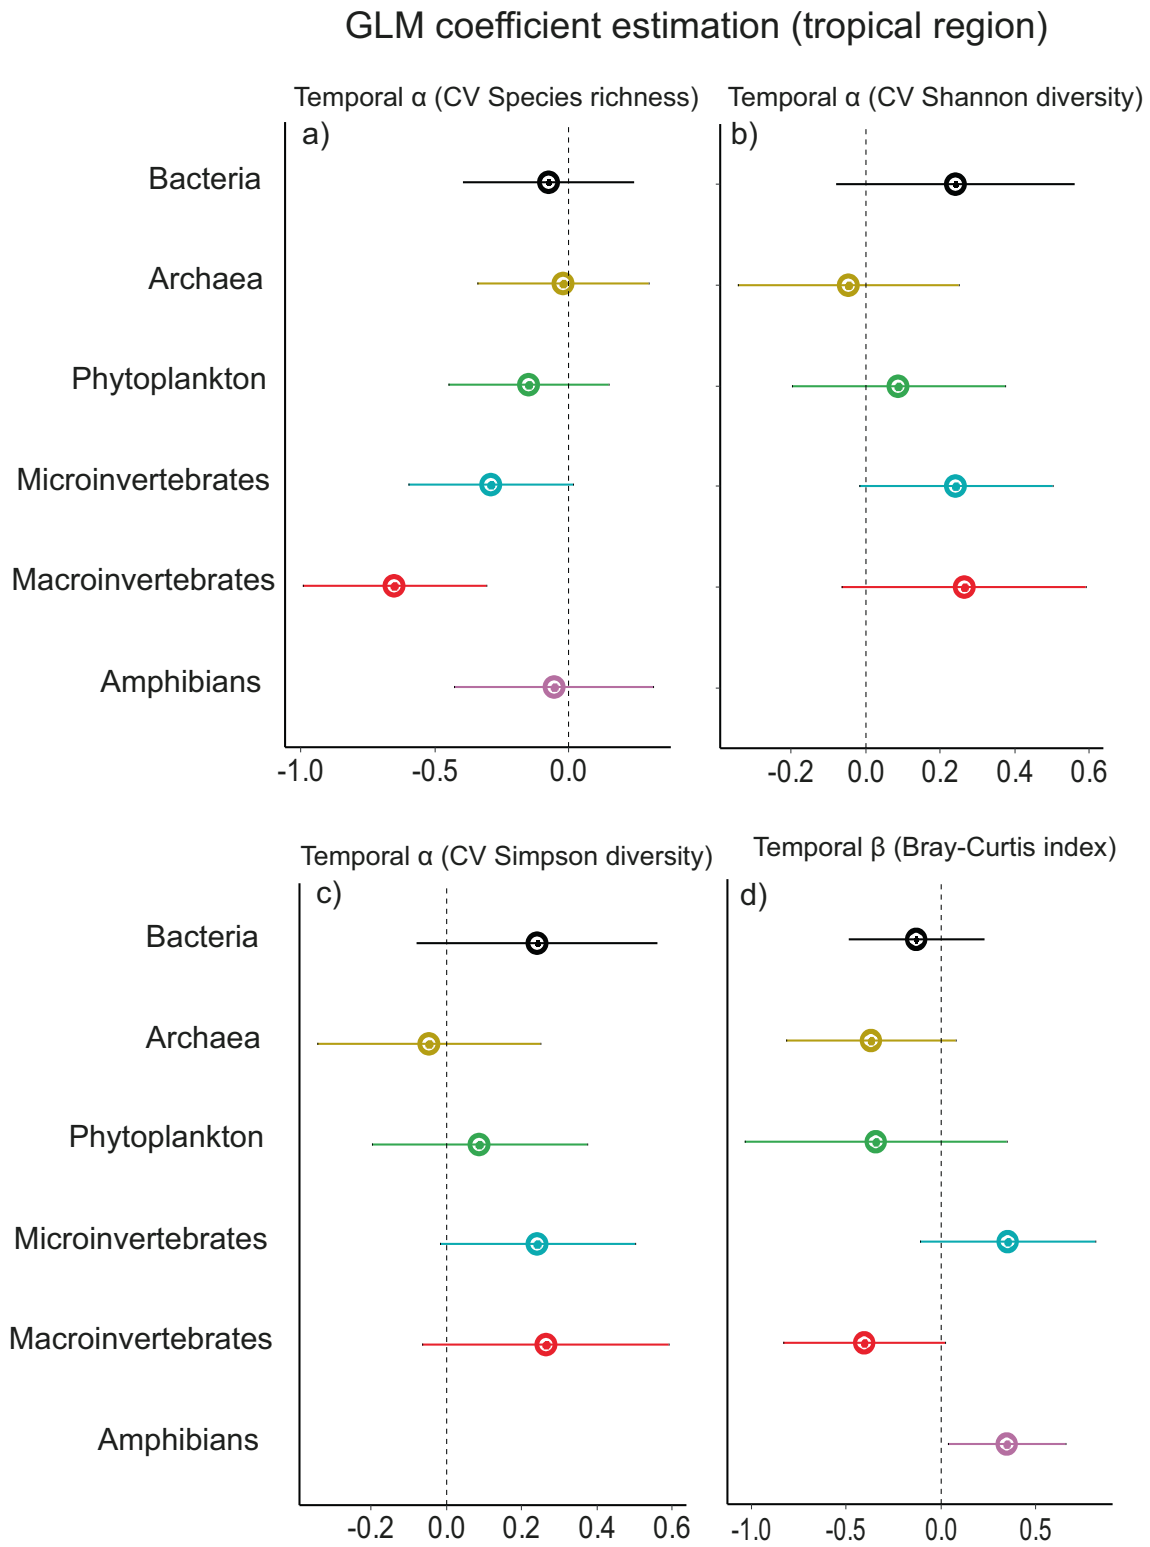 GLM coefficient estimation (tropical region)
Temporal α (CV Species richness)
Temporal α (CV Shannon diversity)
a)
b)
Bacteria
Archaea
Phytoplankton
Microinvertebrates
Macroinvertebrates
Amphibians
-1.0 -0.5 0.0
-0.2 0.0 0.2 0.4 0.6
Temporal α (CV Simpson diversity)
Temporal β (Bray-Curtis index)
c)
d)
Bacteria
Archaea
Phytoplankton
Microinvertebrates
Macroinvertebrates
Amphibians
-0.2 0.0 0.2 0.4 0.6
-1.0 -0.5 0.0 0.5